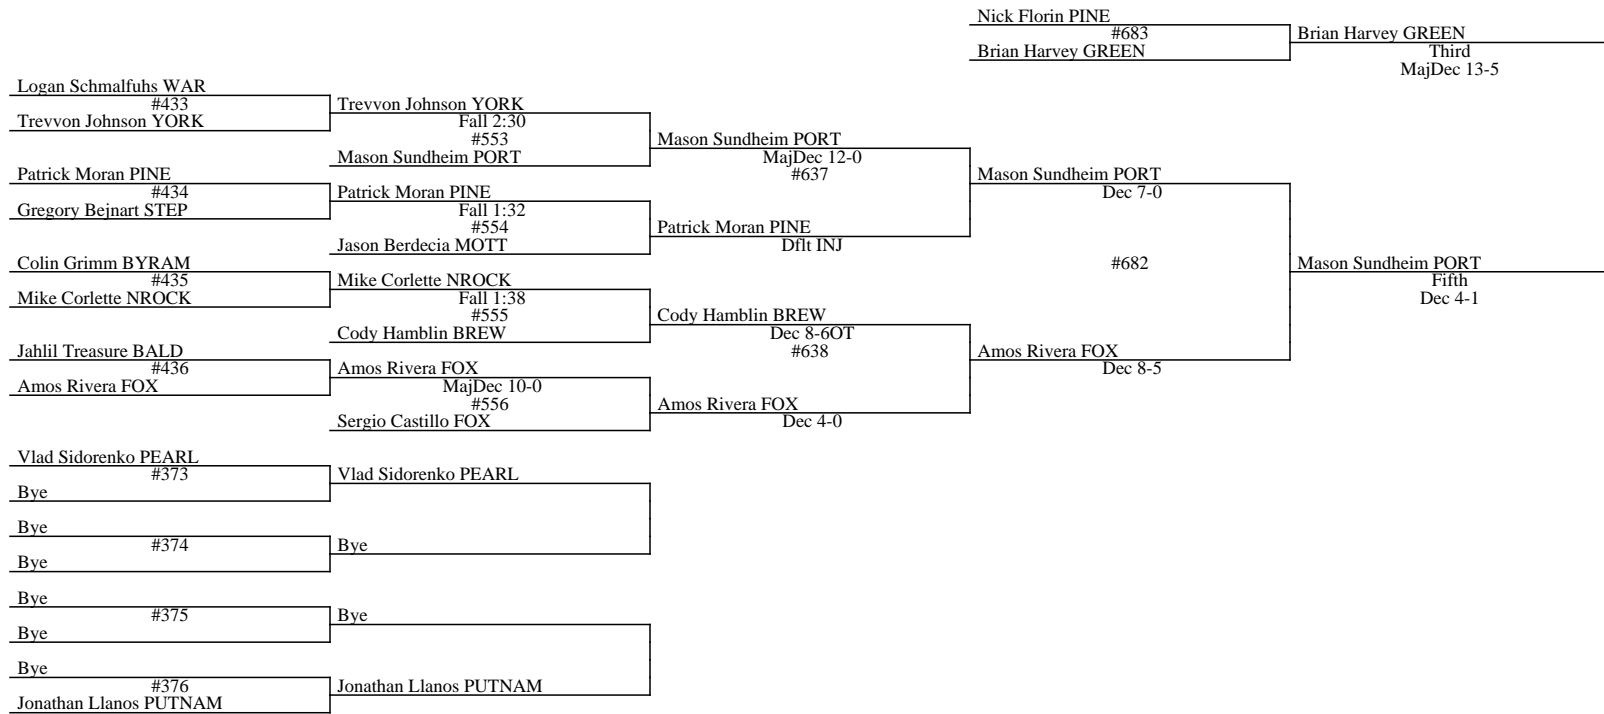 Nick Florin PINE
#683
Brian Harvey GREEN
Brian Harvey GREEN
Third
MajDec 13-5
Logan Schmalfuhs WAR
#433
Trevvon Johnson YORK
Trevvon Johnson YORK
Fall 2:30
#553
Mason Sundheim PORT
Mason Sundheim PORT
MajDec 12-0
#637
Patrick Moran PINE
#434
Gregory Bejnart STEP
Patrick Moran PINE
Fall 1:32
#554
Jason Berdecia MOTT
Patrick Moran PINE
Dflt INJ
Mason Sundheim PORT
Dec 7-0
#682
Mason Sundheim PORT
Fifth
Dec 4-1
Colin Grimm BYRAM
#435
Mike Corlette NROCK
Mike Corlette NROCK
Fall 1:38
#555
Cody Hamblin BREW
Cody Hamblin BREW
Dec 8-6OT
#638
Amos Rivera FOX
Dec 8-5
Jahlil Treasure BALD
#436
Amos Rivera FOX
Amos Rivera FOX
MajDec 10-0
#556
Sergio Castillo FOX
Amos Rivera FOX
Dec 4-0
Vlad Sidorenko PEARL
#373
Bye
Vlad Sidorenko PEARL
Bye
#374
Bye
Bye
Bye
#375
Bye
Bye
Bye
#376
Jonathan Llanos PUTNAM
Jonathan Llanos PUTNAM